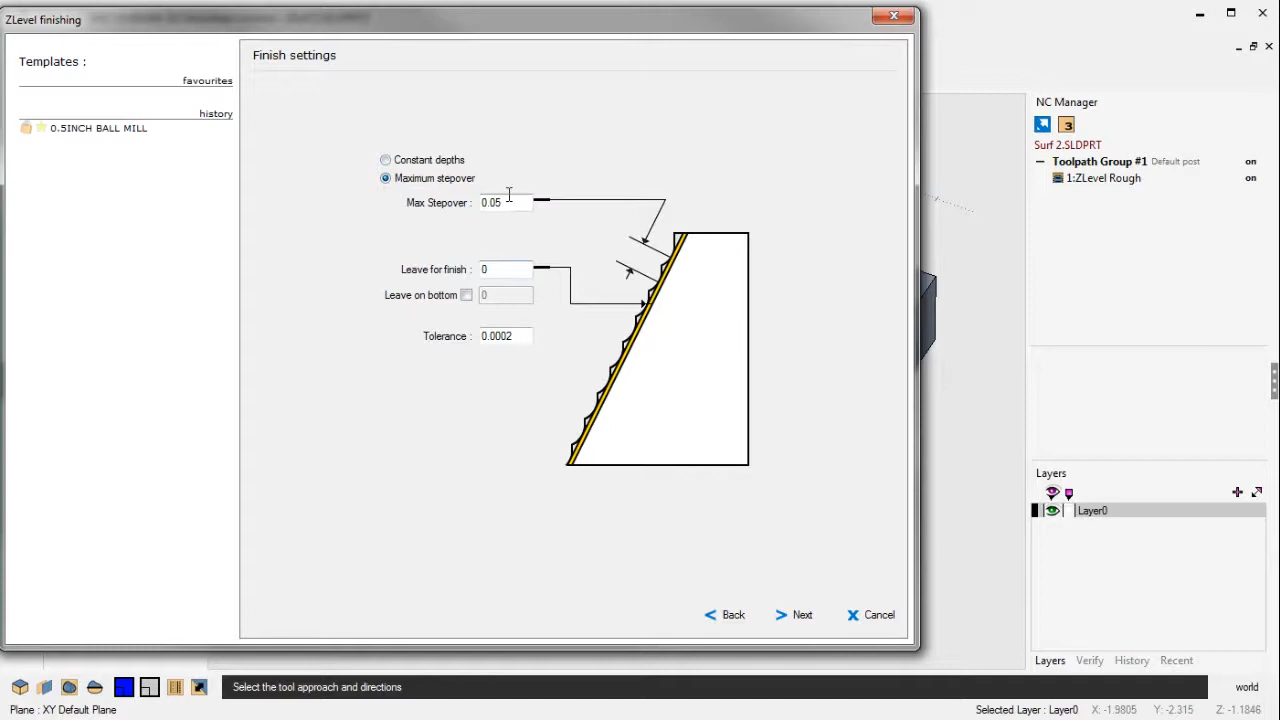 ZLevel finishing
Templates :
favourites
history
0.5INCH BALL MILL
Finish settings
Constant depths
Maximum stepover
Max Stepover : 0.05
Leave for finish : 0
Leave on bottom 0
Tolerance : 0.0002
Back Next Cancel
NC Manager
3
Surf 2.SLDPRT
Toolpath Group #1 Default post on
1:ZLevel Rough on
Layers
Layer0
Layers Verify History Recent
Select the tool approach and directions
world
Plane : XY Default Plane
Selected Layer : Layer0 X: -1.9805 Y: -2.315 Z: -1.1846